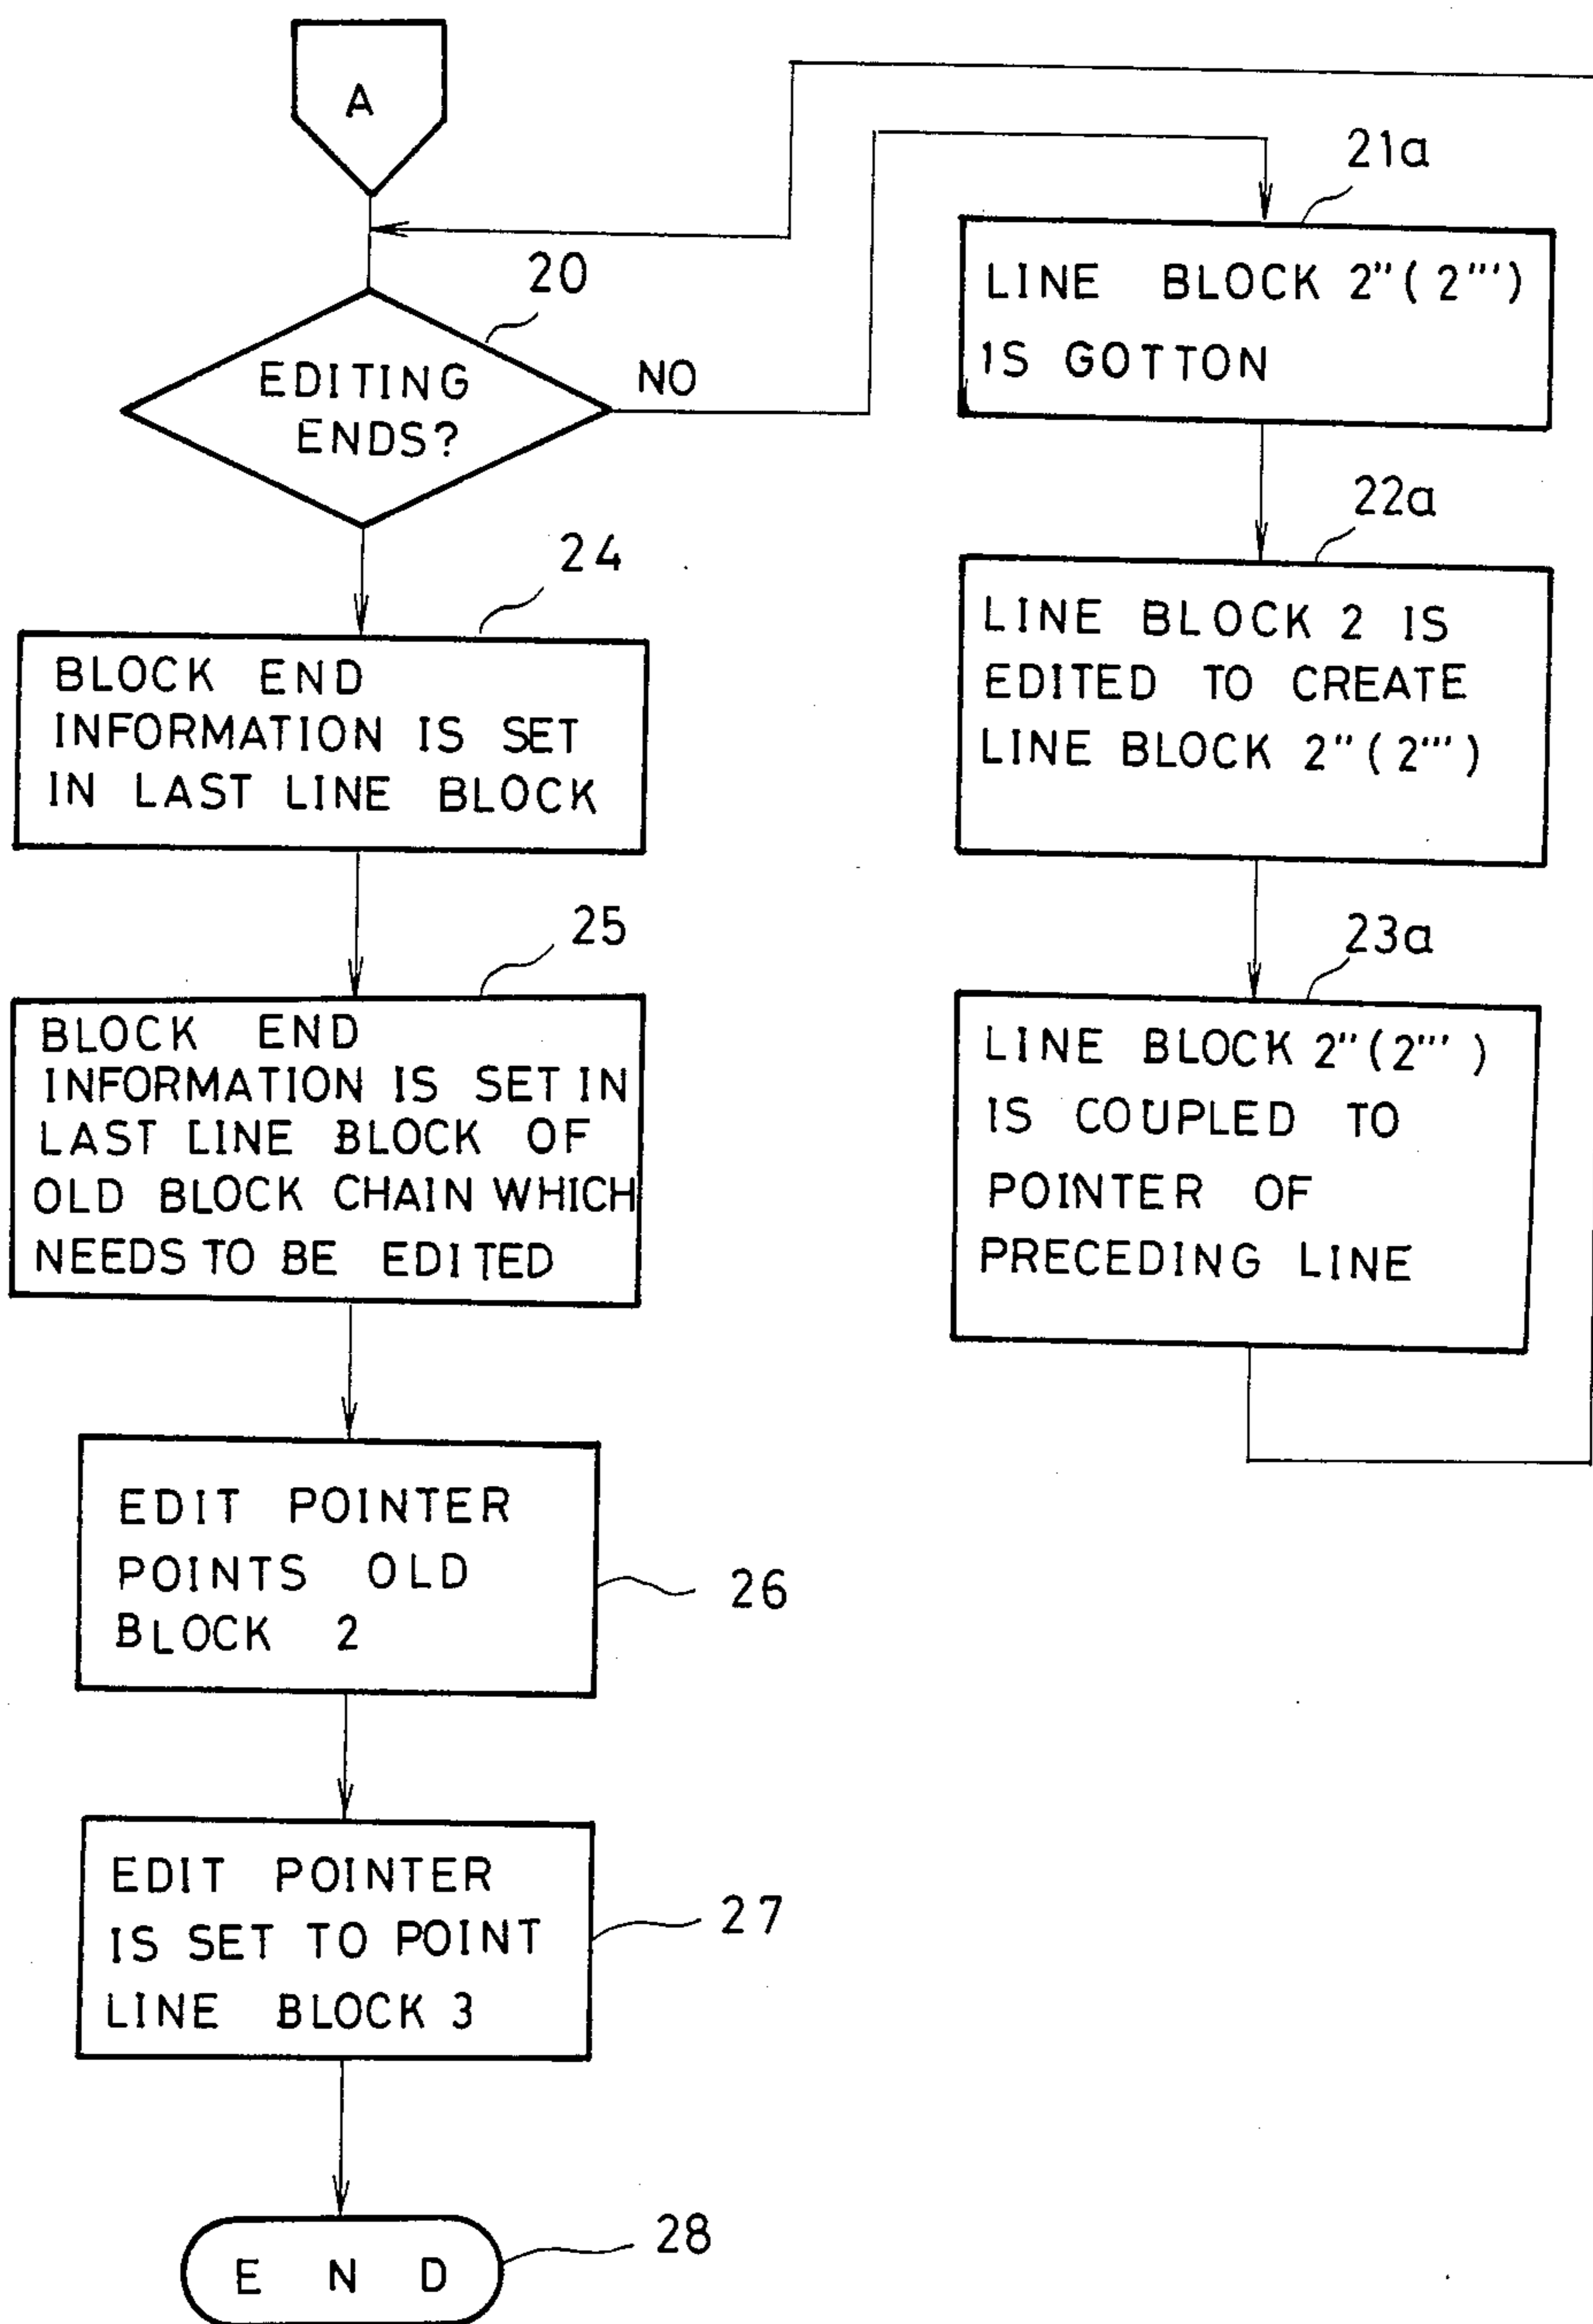 A
20
EDITING
ENDS?
NO
24
BLOCK END
INFORMATION IS SET
IN LAST LINE BLOCK
25
BLOCK END
INFORMATION IS SET IN
LAST LINE BLOCK OF
OLD BLOCK CHAIN WHICH
NEEDS TO BE EDITED
EDIT POINTER
POINTS OLD
BLOCK 2
26
EDIT POINTER
IS SET TO POINT
LINE BLOCK 3
27
END
28
21a
LINE BLOCK 2"(2"')
IS GOTTON
22a
LINE BLOCK 2 IS
EDITED TO CREATE
LINE BLOCK 2"(2"')
23a
LINE BLOCK 2"(2"')
IS COUPLED TO
POINTER OF
PRECEDING LINE